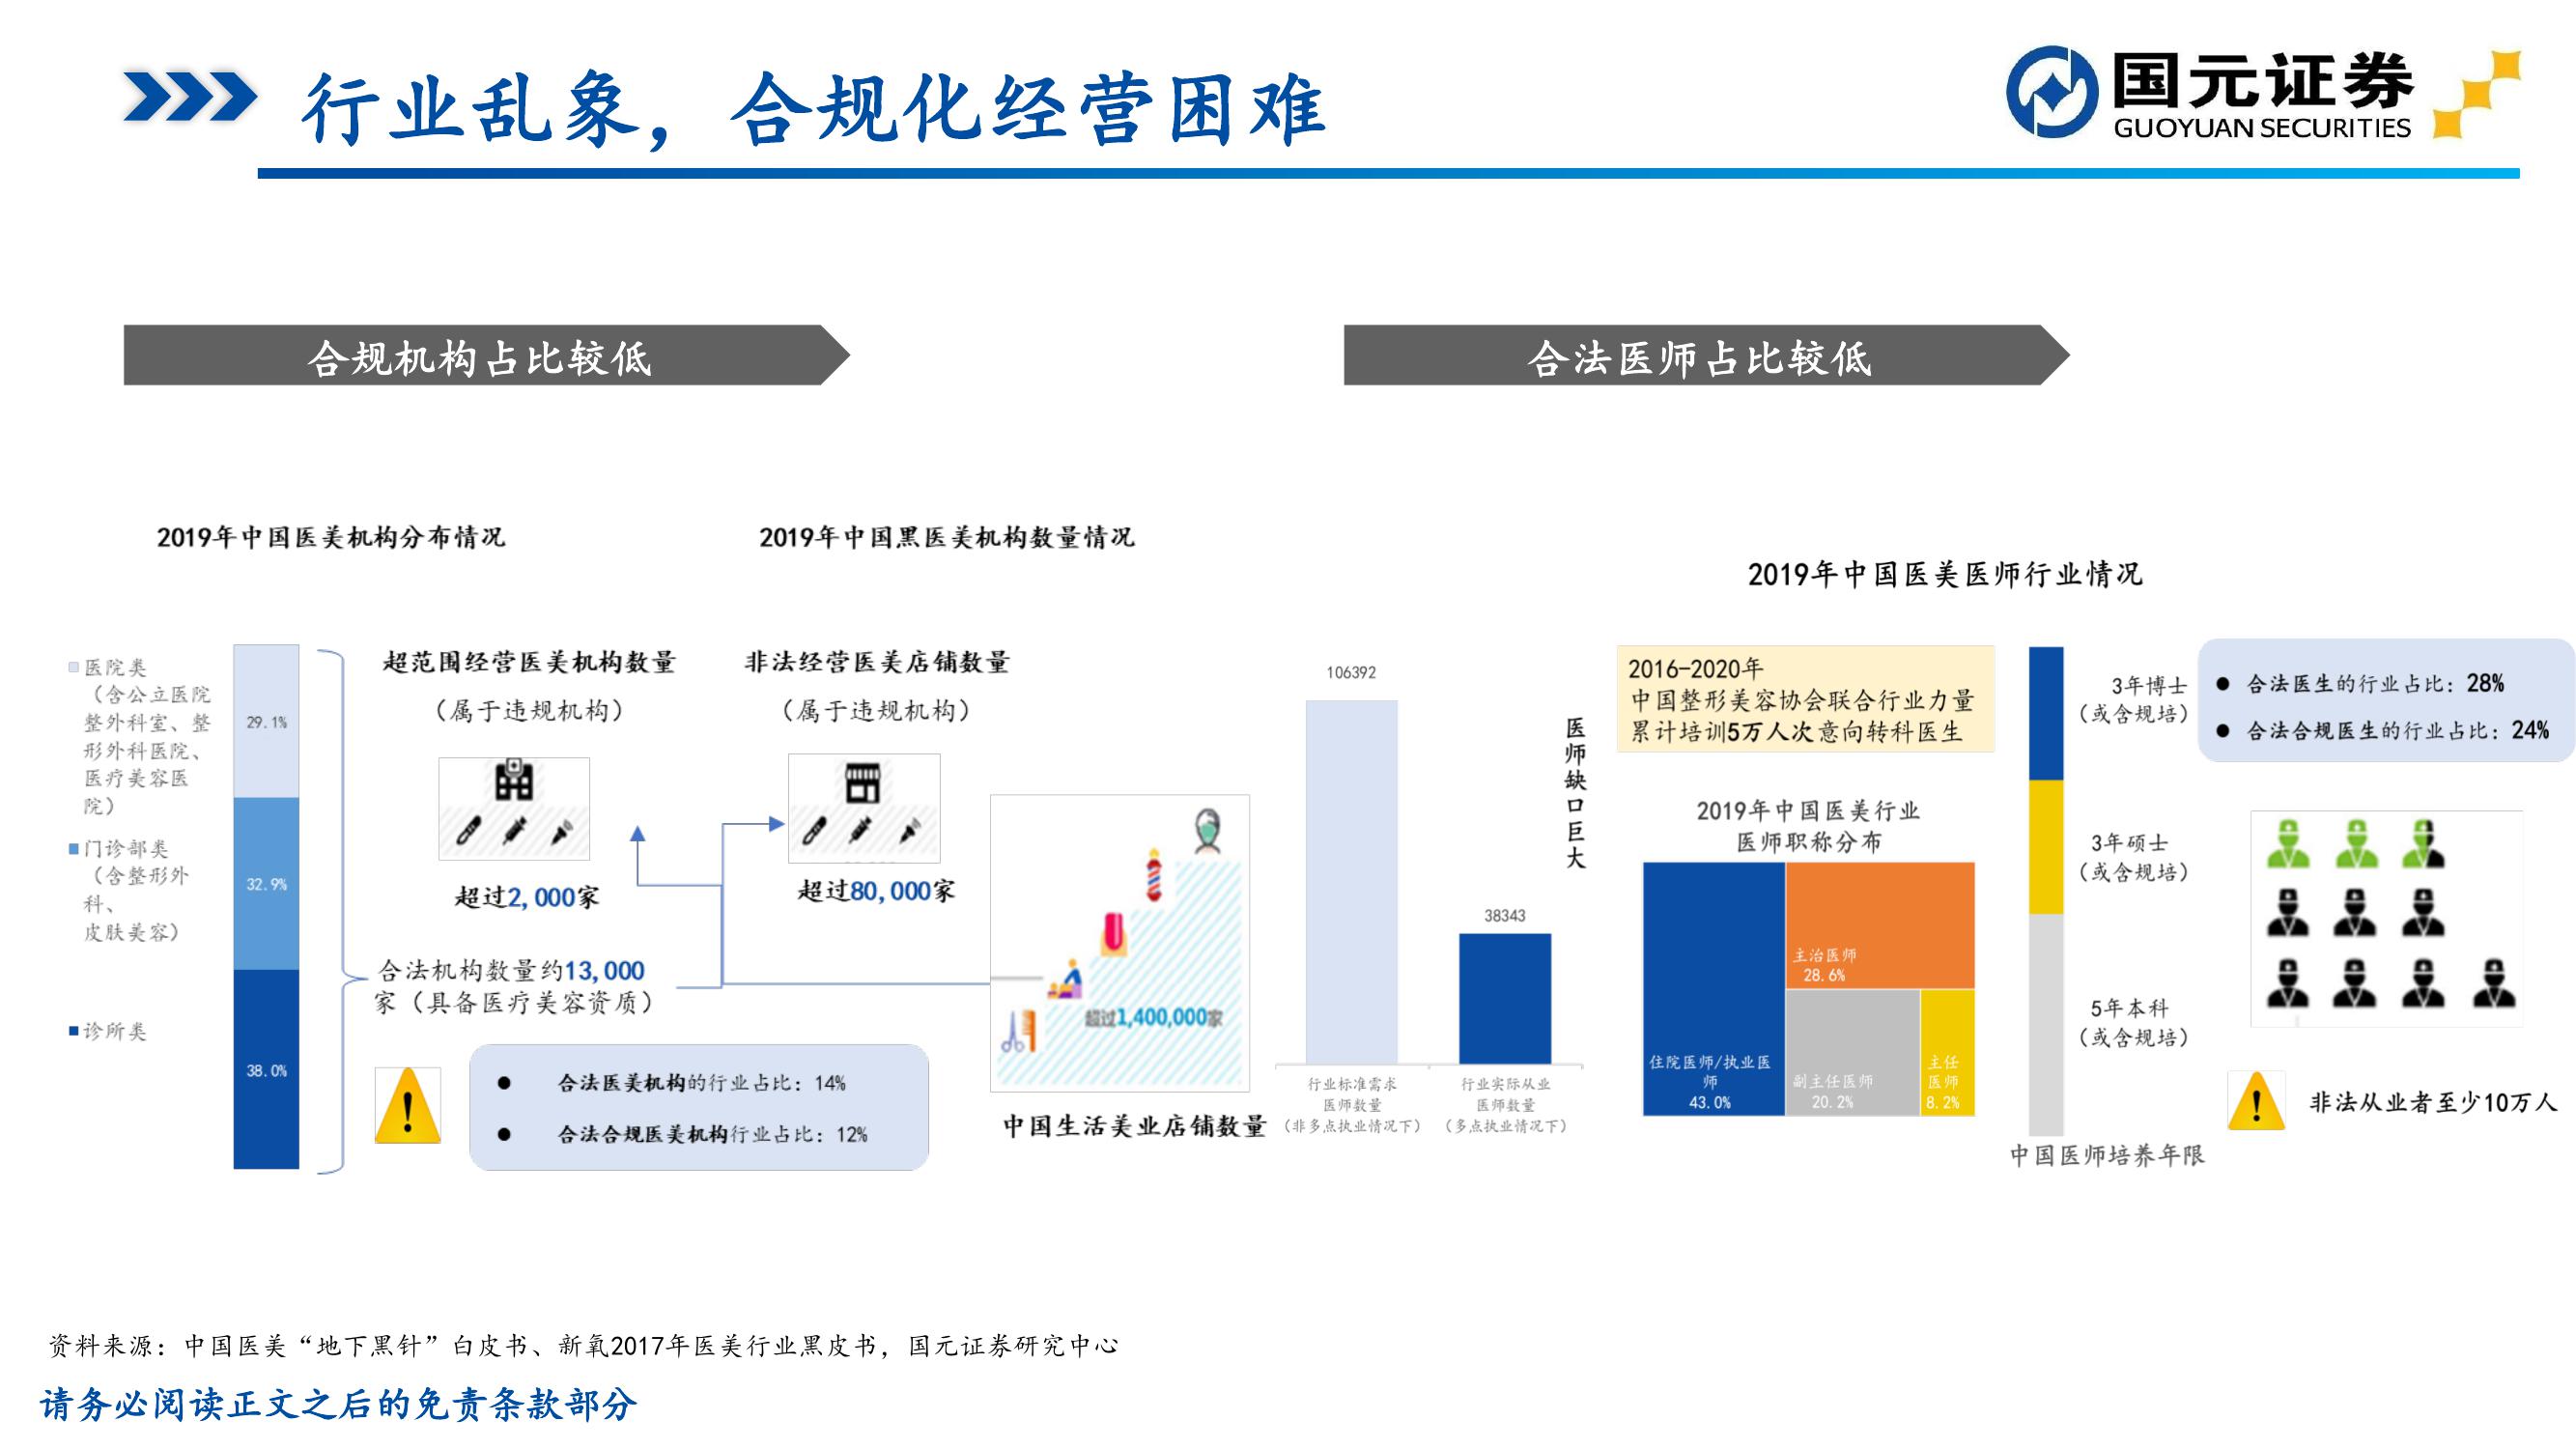 行业乱象，合规化经营困难
国元证券
GUOYUAN SECURITIES
合规机构占比较低
合法医师占比较低
2019年中国医美机构分布情况
2019年中国黑医美机构数量情况
2019年中国医美医师行业情况
医院类
（含公立医院
整外科室、整
形外科医院、
医疗美容医
院）
门诊部类
（含整形外
科、
皮肤美容）
诊所类
29.1%
32.9%
38.0%
超范围经营医美机构数量
（属于违规机构）
超过2,000家
非法经营医美店铺数量
（属于违规机构）
超过80,000家
合法机构数量约13,000
家（具备医疗美容资质）
● 合法医美机构的行业占比：14%
● 合法合规医美机构行业占比：12%
超过1,400,000家
中国生活美业店铺数量
106392
38343
行业标准需求
医师数量
（非多点执业情况下）
行业实际从业
医师数量
（多点执业情况下）
医
师
缺
口
巨
大
2016-2020年
中国整形美容协会联合行业力量
累计培训5万人次意向转科医生
2019年中国医美行业
医师职称分布
住院医师/执业医
师
43.0%
主治医师
28.6%
副主任医师
20.2%
主任
医师
8.2%
3年博士
（或含规培）
3年硕士
（或含规培）
5年本科
（或含规培）
中国医师培养年限
● 合法医生的行业占比：28%
● 合法合规医生的行业占比：24%
非法从业者至少10万人
资料来源：中国医美“地下黑针”白皮书、新氧2017年医美行业黑皮书，国元证券研究中心
请务必阅读正文之后的免责条款部分